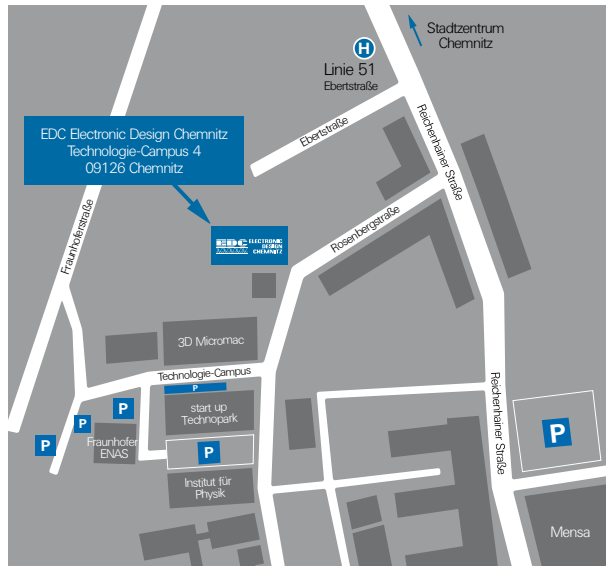 Stadtzentrum
Chemnitz
H
Linie 51
Ebertstraße
Ebertstraße
Reichenhainer Straße
EDC Electronic Design Chemnitz
Technologie-Campus 4
09126 Chemnitz
Fraunhoferstraße
Rosenbergstraße
EDC ELECTRONIC
DESIGN
CHEMNITZ
3D Micromac
Technologie-Campus
P
Reichenhainer Straße
start up
Technopark
P
P
P
P
P
Fraunhofer
ENAS
Institut für
Physik
Mensa